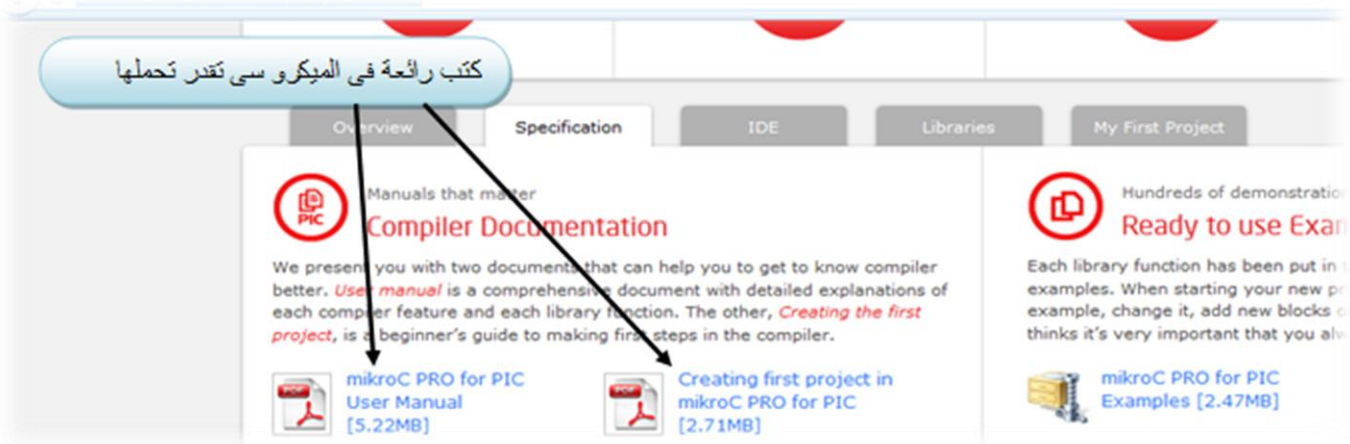 كتب رائعة فى الميكرو سى تقدر تحملها
Overview
Specification
IDE
Libraries
My First Project
PIC
Manuals that matter
Compiler Documentation
We present you with two documents that can help you to get to know compiler
better. User manual is a comprehensive document with detailed explanations of
each compiler feature and each library function. The other, Creating the first
project, is a beginner's guide to making first steps in the compiler.
PDF
mikroC PRO for PIC
User Manual
[5.22MB]
PDF
Creating first project in
mikroC PRO for PIC
[2.71MB]
Hundreds of demonstration
Ready to use Exam
Each library function has been put in
examples. When starting your new
example, change it, add new blocks
thinks it's very important that you
mikroC PRO for PIC
Examples [2.47MB]